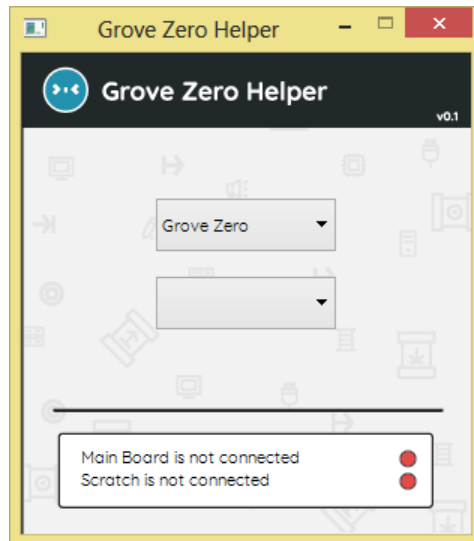 Grove Zero Helper
Grove Zero Helper
v0.1
Grove Zero
Main Board is not connected
Scratch is not connected